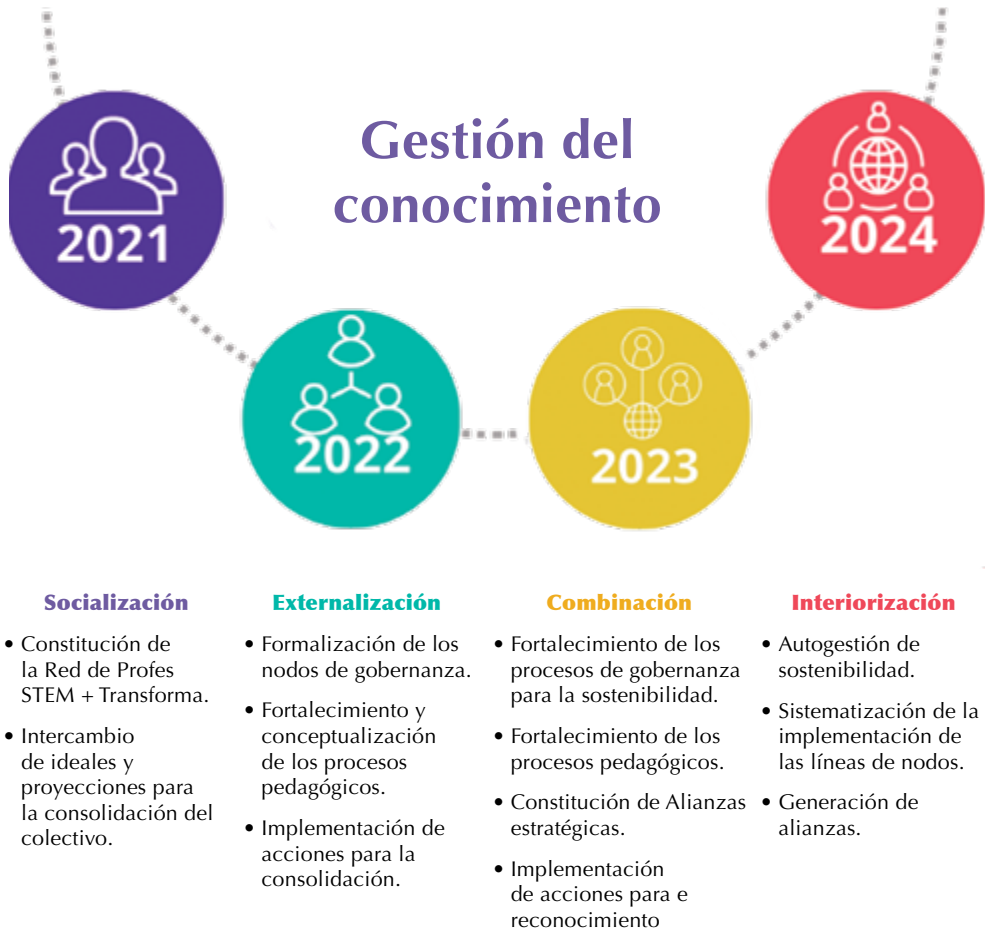 Gestión del
conocimiento
2021
2022
2023
2024
Socialización
• Constitución de
la Red de Profes
STEM + Transforma.
• Intercambio
de ideales y
proyecciones para
la consolidación del
colectivo.
Externalización
• Formalización de los
nodos de gobernanza.
• Fortalecimiento y
conceptualización
de los procesos
pedagógicos.
• Implementación de
acciones para la
consolidación.
Combinación
• Fortalecimiento de los
procesos de gobernanza
para la sostenibilidad.
• Fortalecimiento de los
procesos pedagógicos.
• Constitución de Alianzas
estratégicas.
• Implementación
de acciones para e
reconocimiento
Interiorización
• Autogestión de
sostenibilidad.
• Sistematización de la
implementación de
las líneas de nodos.
• Generación de
alianzas.